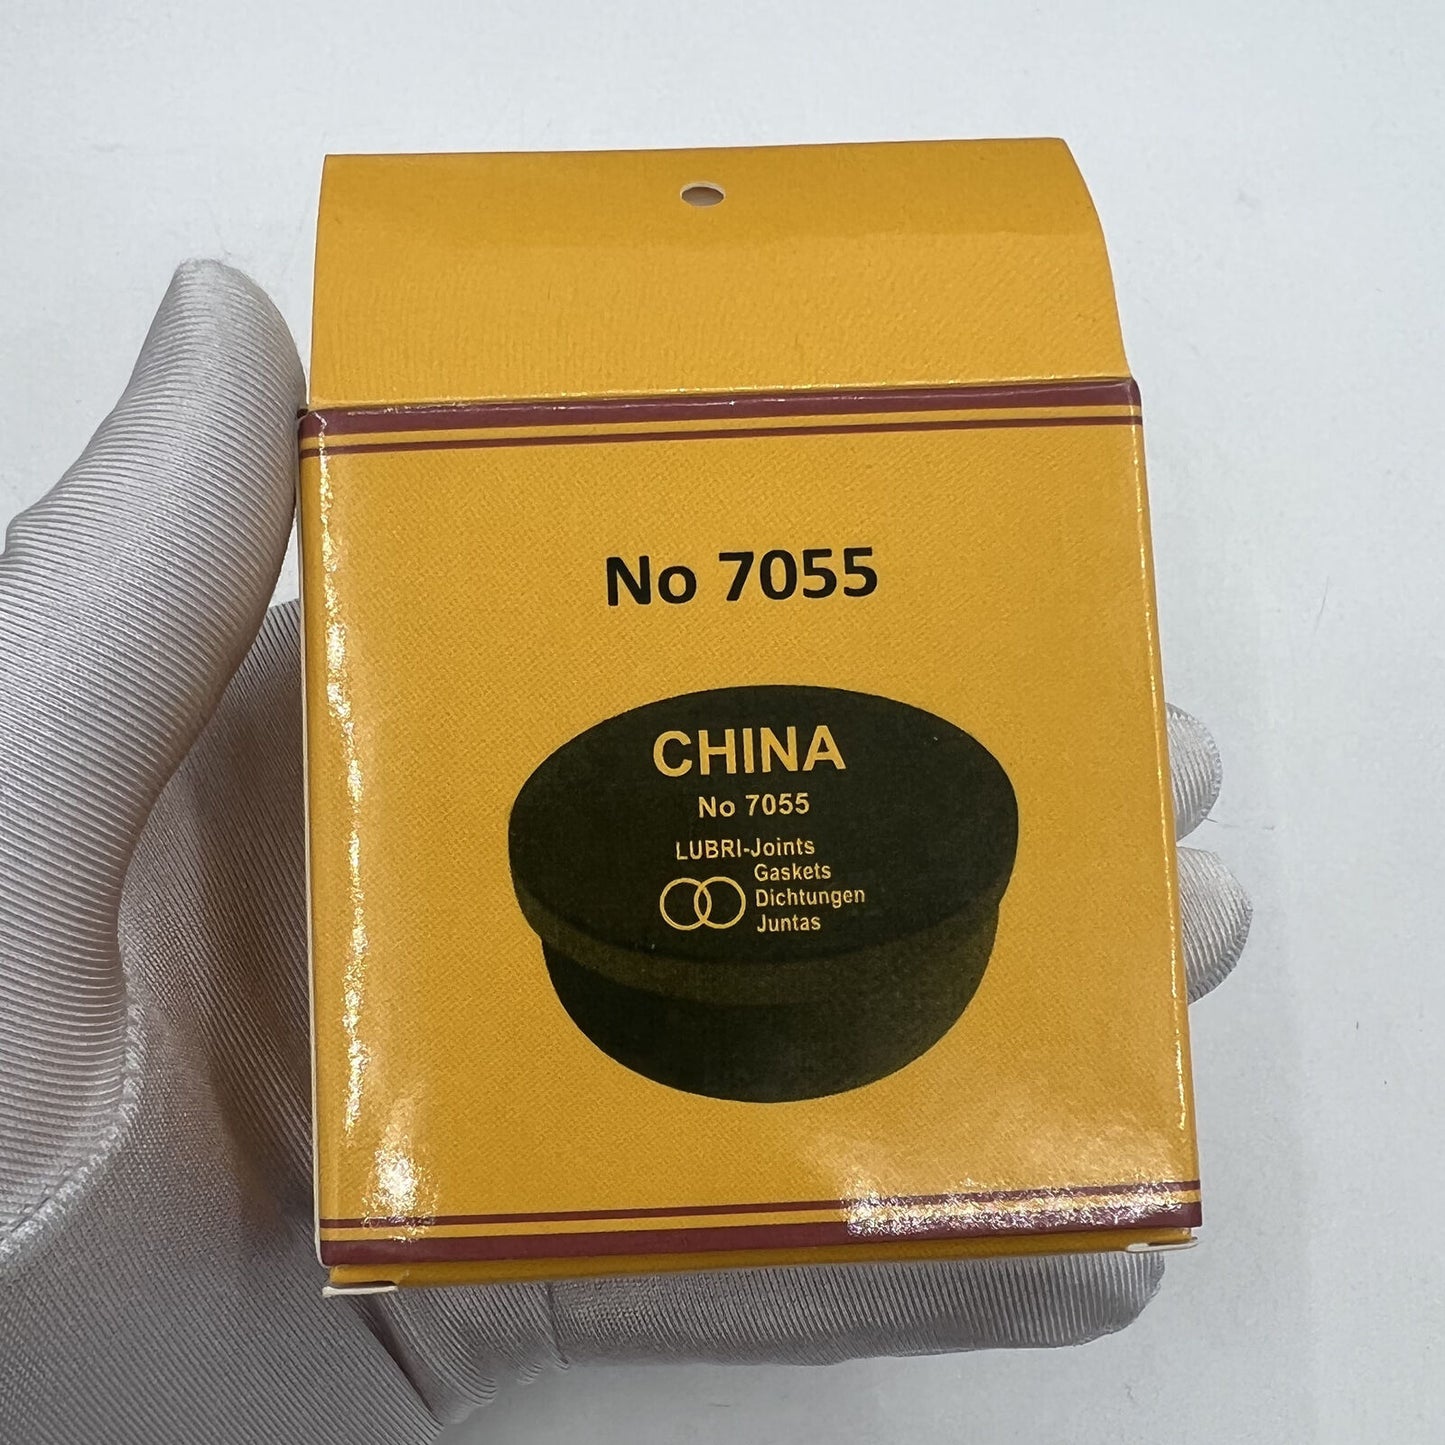 No 7055
CHINA
No 7055
LUBRI-Joints
Gaskets
Dichtungen
Juntas